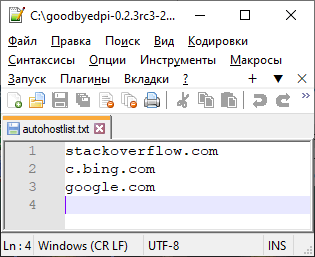 C:\goodbyedpi-0.2.3rc3-2...
Файл Правка Поиск Вид Кодировки
Синтаксисы Опции Инструменты Макросы
Запуск Плагины Вкладки ? + ▼ ✕
autohostlist.txt
1 stackoverflow.com
2 c.bing.com
3 google.com
4
Ln : 4 Windows (CR LF) UTF-8 INS